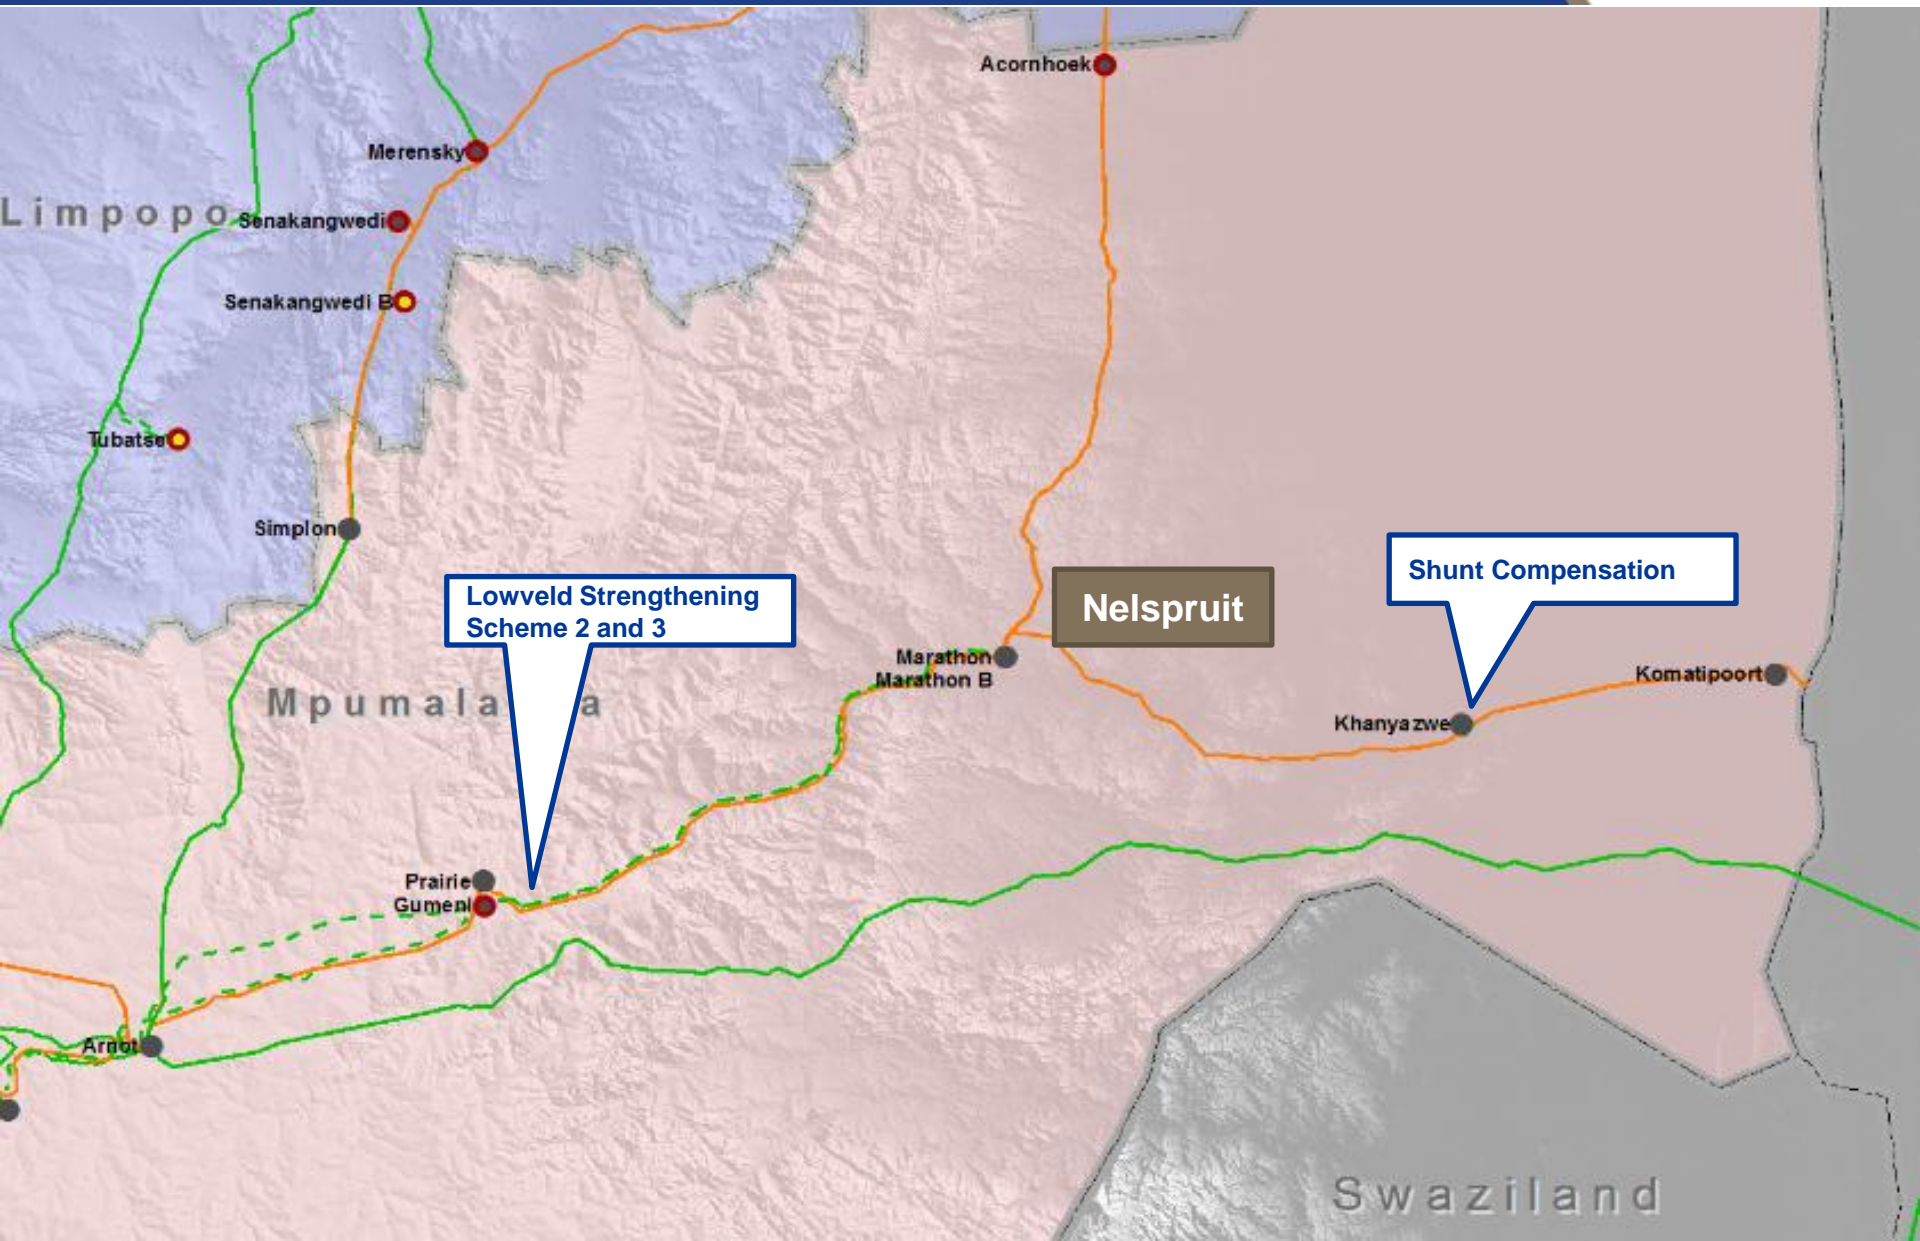 Acornhoek
Merensky
Limpopo
Senakangwedi
Senakangwedi B
Tubatse
Simplon
Lowveld Strengthening
Scheme 2 and 3
Nelspruit
Shunt Compensation
Marathon
Marathon B
Komatipoort
Mpumala a
Khanyazwe
Prairie
Gumeni
Arnot
Swaziland